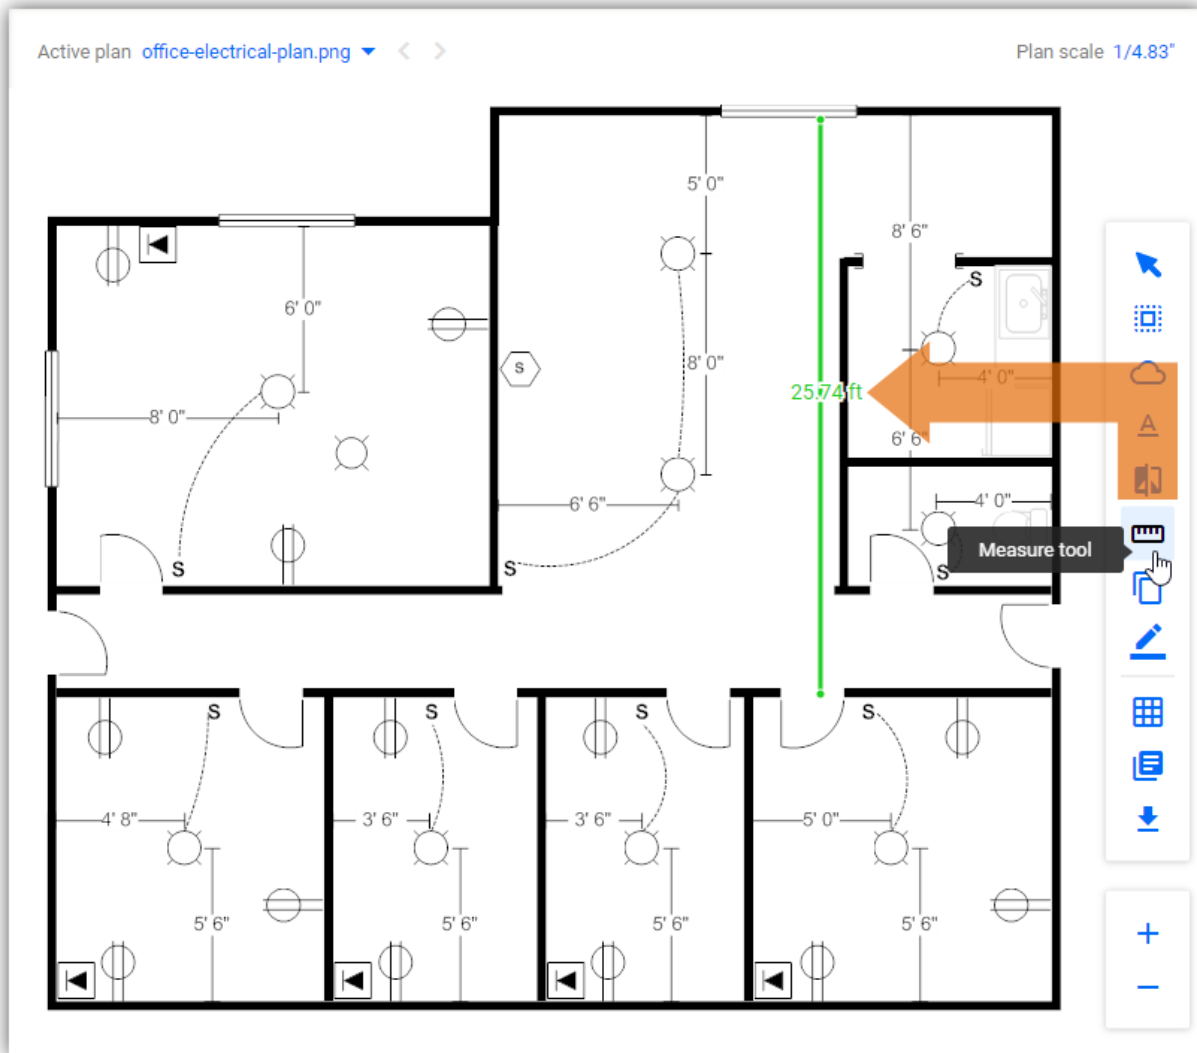 Active plan office-electrical-plan.png
Plan scale 1/4.83"
5' 0"
8' 6"
S
6' 0"
S
8' 0"
4' 0"
25.74 ft
8' 0"
A
6' 6"
6' 6"
4' 0"
Measure tool
S
S
S
S
S
S
S
4' 8"
3' 6"
3' 6"
5' 0"
5' 6"
5' 6"
5' 6"
5' 6"